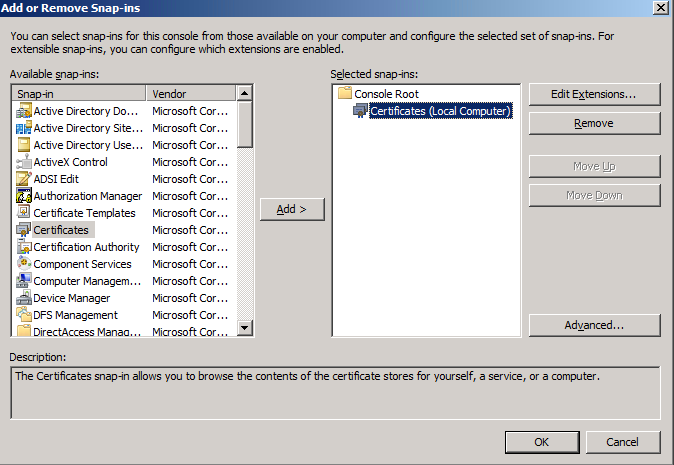 Add or Remove Snap-ins
You can select snap-ins for this console from those available on your computer and configure the selected set of snap-ins. For
extensible snap-ins, you can configure which extensions are enabled.
Available snap-ins:
Snap-in Vendor
Active Directory Do... Microsoft Cor...
Active Directory Site... Microsoft Cor...
Active Directory Use... Microsoft Cor...
ActiveX Control Microsoft Cor...
ADSI Edit Microsoft Cor...
Authorization Manager Microsoft Cor...
Certificate Templates Microsoft Cor...
Certificates Microsoft Cor...
Certification Authority Microsoft Cor...
Component Services Microsoft Cor...
Computer Managem... Microsoft Cor...
Device Manager Microsoft Cor...
DFS Management Microsoft Cor...
DirectAccess Manag... Microsoft Cor...
Add >
Selected snap-ins:
Console Root
Certificates (Local Computer)
Edit Extensions...
Remove
Move Up
Move Down
Advanced...
Description:
The Certificates snap-in allows you to browse the contents of the certificate stores for yourself, a service, or a computer.
OK
Cancel